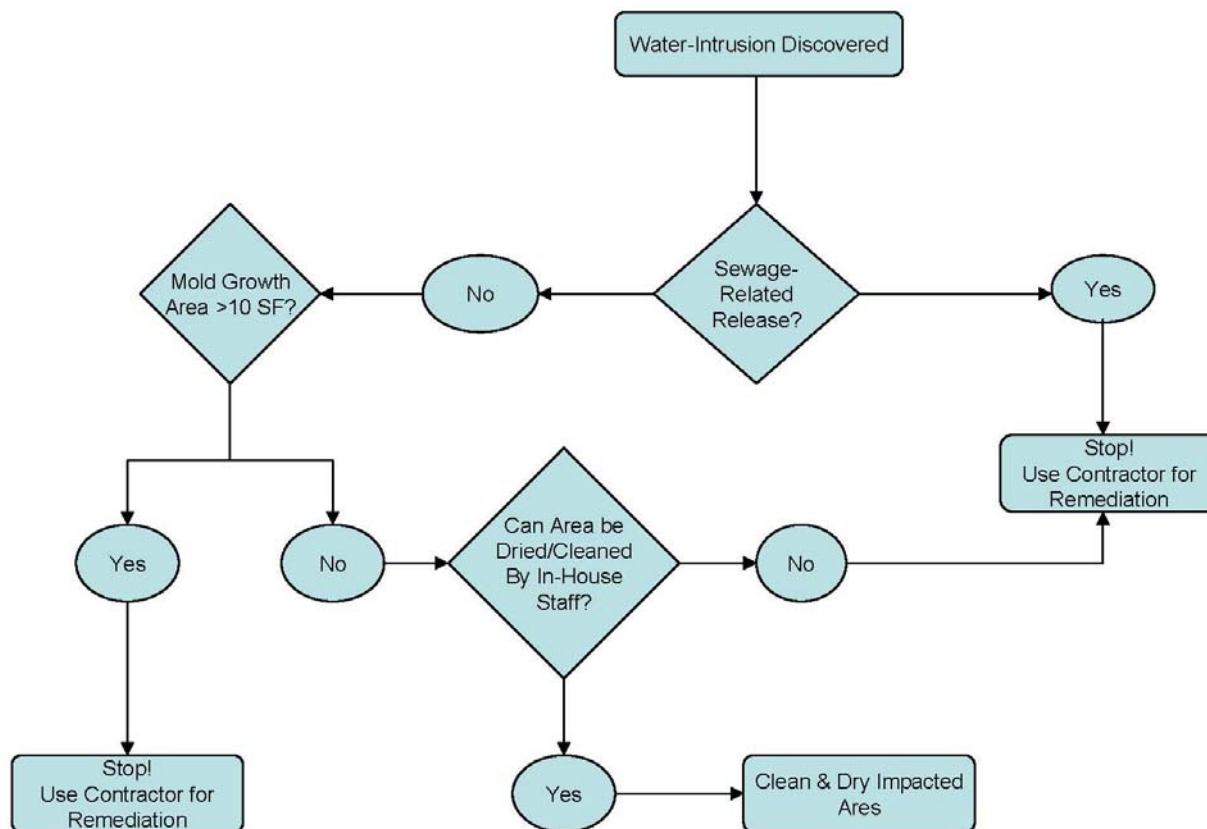 Water-Intrusion Discovered
Sewage-
Related
Release?
Yes
No
Mold Growth
Area >10 SF?
Stop!
Use Contractor for
Remediation
Yes
No
Can Area be
Dried/Cleaned
By In-House
Staff?
No
Stop!
Use Contractor for
Remediation
Yes
Clean & Dry Impacted
Ares